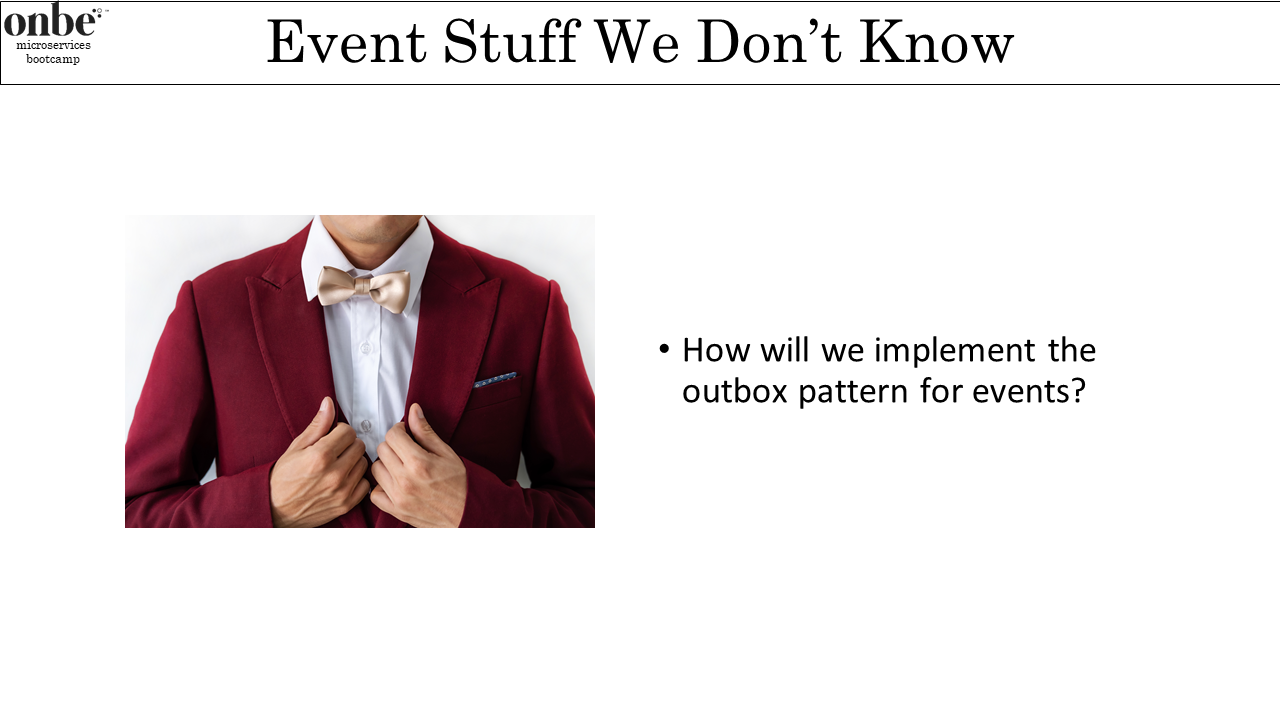 onbe
microservices
bootcamp
Event Stuff We Don’t Know
• How will we implement the
outbox pattern for events?